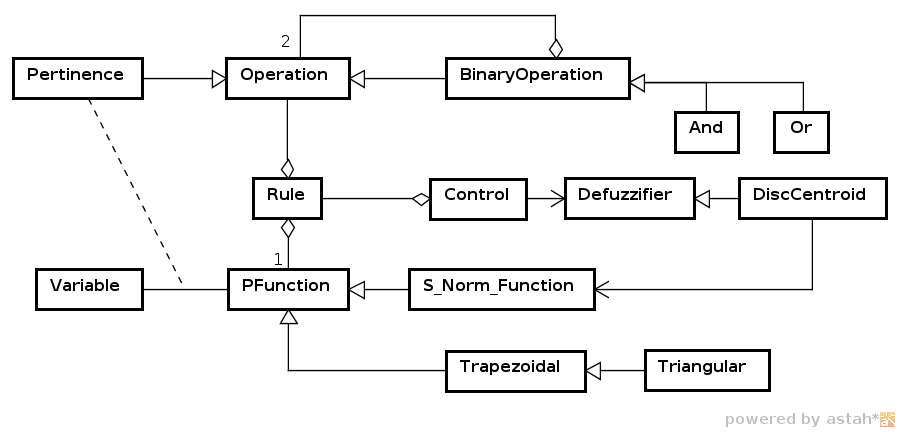 2
Pertinence
Operation
BinaryOperation
And
Or
Rule
Control
Defuzzifier
DiscCentroid
1
Variable
PFunction
S_Norm_Function
Trapezoidal
Triangular
powered by astah*